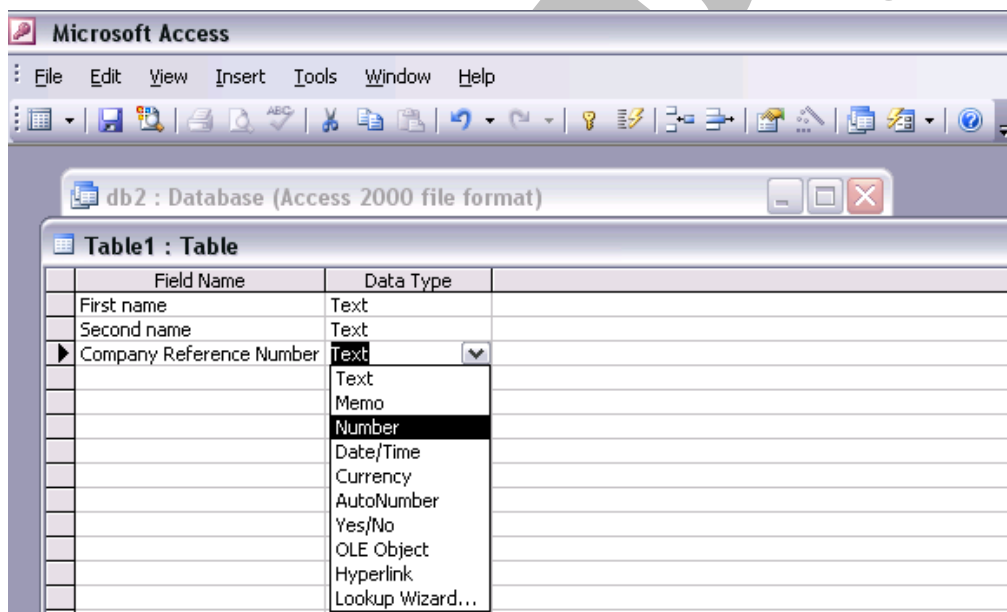 Microsoft Access
File Edit View Insert Tools Window Help
ABC
db2 : Database (Access 2000 file format)
Table1 : Table
Field Name Data Type
First name Text
Second name Text
Company Reference Number Text
Text
Memo
Number
Date/Time
Currency
AutoNumber
Yes/No
OLE Object
Hyperlink
Lookup Wizard...